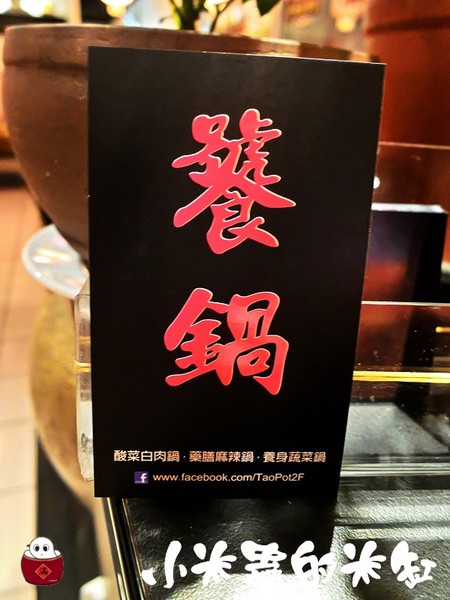 饕
鍋
酸菜白肉鍋·藥膳麻辣鍋·養身蔬菜鍋
f www.facebook.com/TaoPot2F
小米蟲的米缸